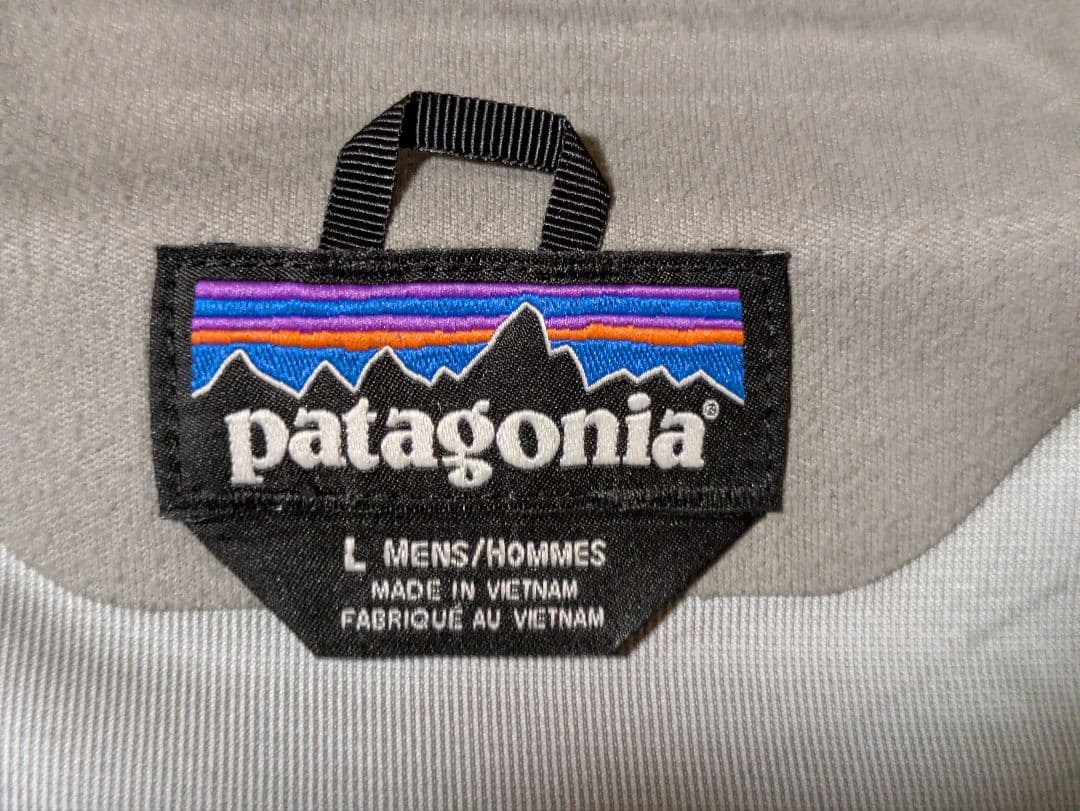 patagonia®
L MENS/HOMMES
MADE IN VIETNAM
FABRIQUÉ AU VIETNAM